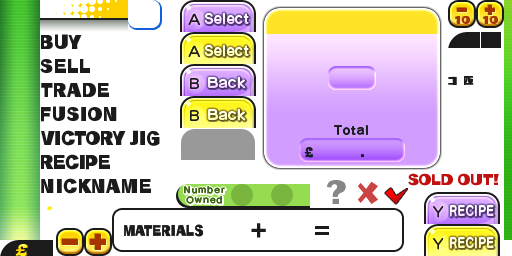 BUY
SELL
TRADE
FUSION
VICTORY JIG
RECIPE
NICKNAME
A Select
A Select
B Back
B Back
Total
£ .
- 10 + 10
SOLD OUT!
Number
Owned
?
Y RECIPE
Y RECIPE
MATERIALS + =
£
- +